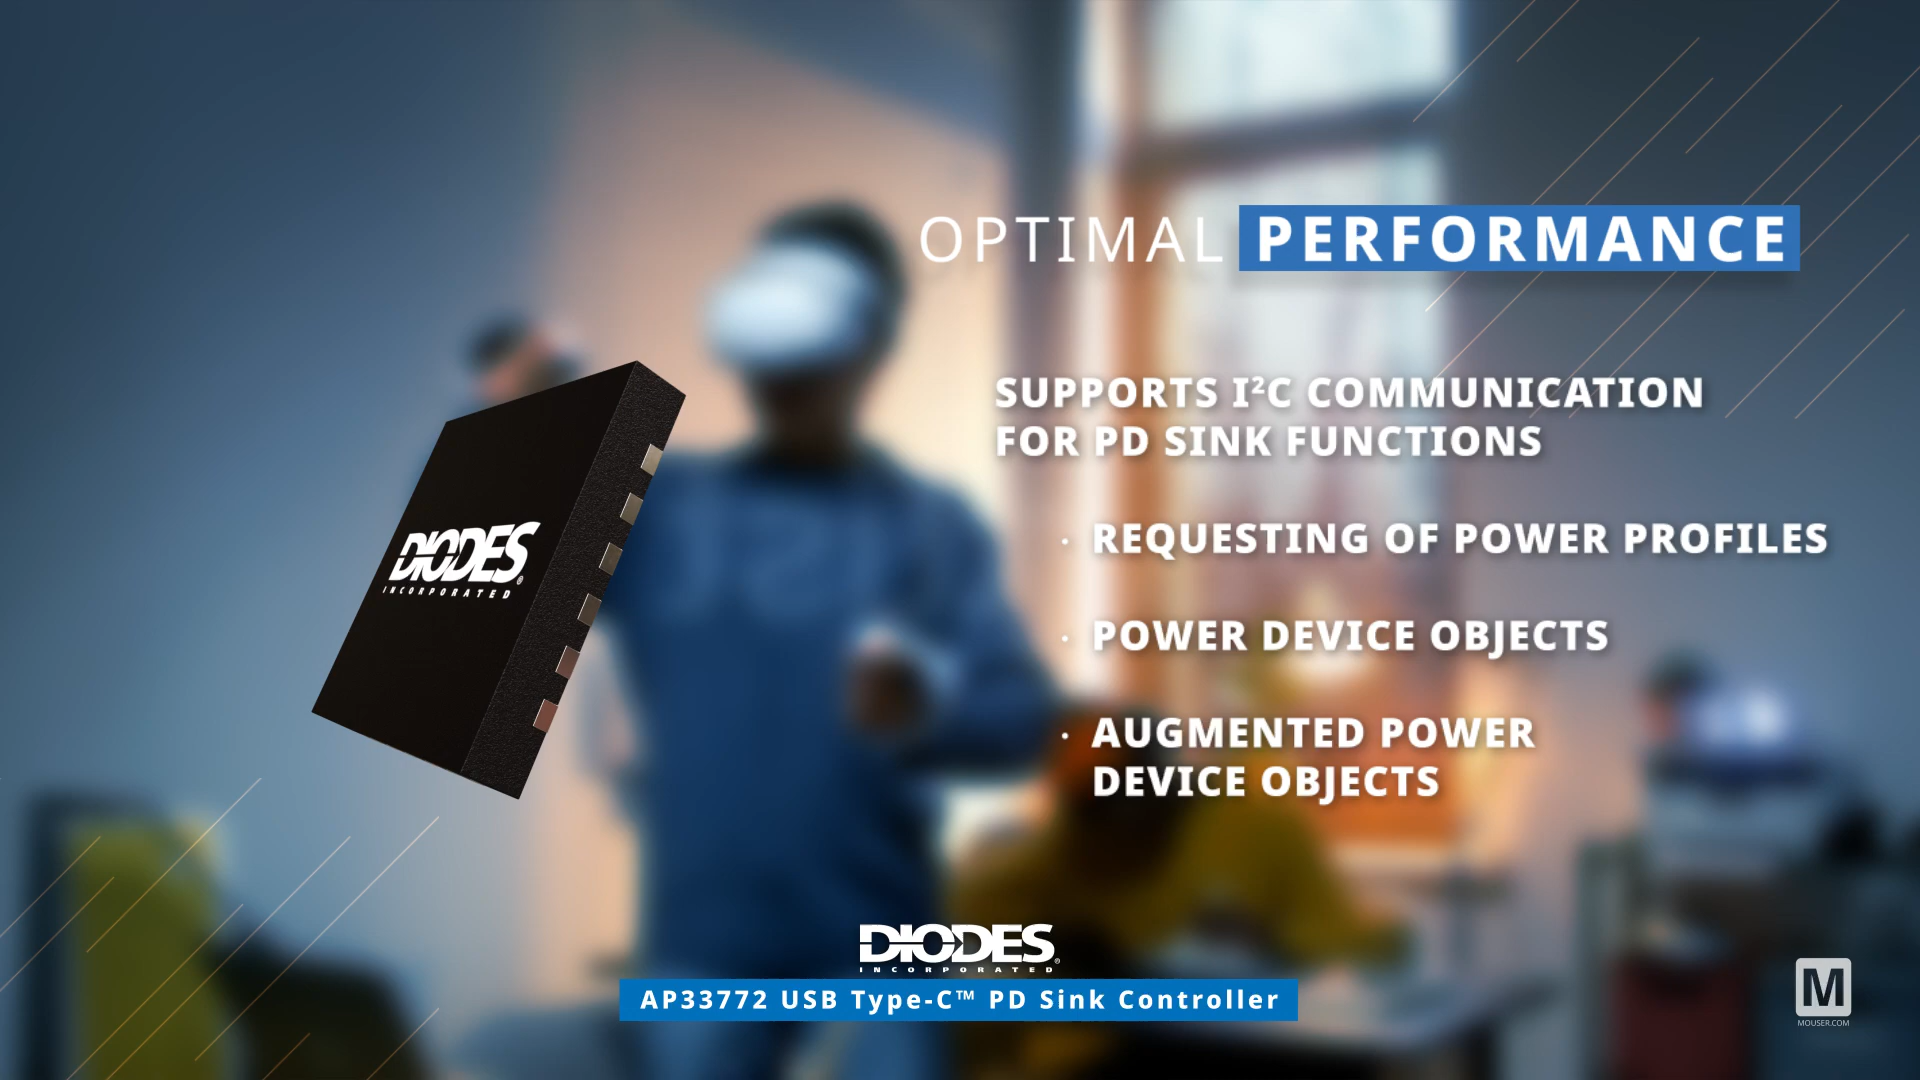 OPTIMAL PERFORMANCE
SUPPORTS I²C COMMUNICATION
FOR PD SINK FUNCTIONS
· REQUESTING OF POWER PROFILES
· POWER DEVICE OBJECTS
· AUGMENTED POWER
DEVICE OBJECTS
DIODES®
INCORPORATED
DIODES®
INCORPORATED
AP33772 USB Type-C™ PD Sink Controller
M
MOUSER.COM